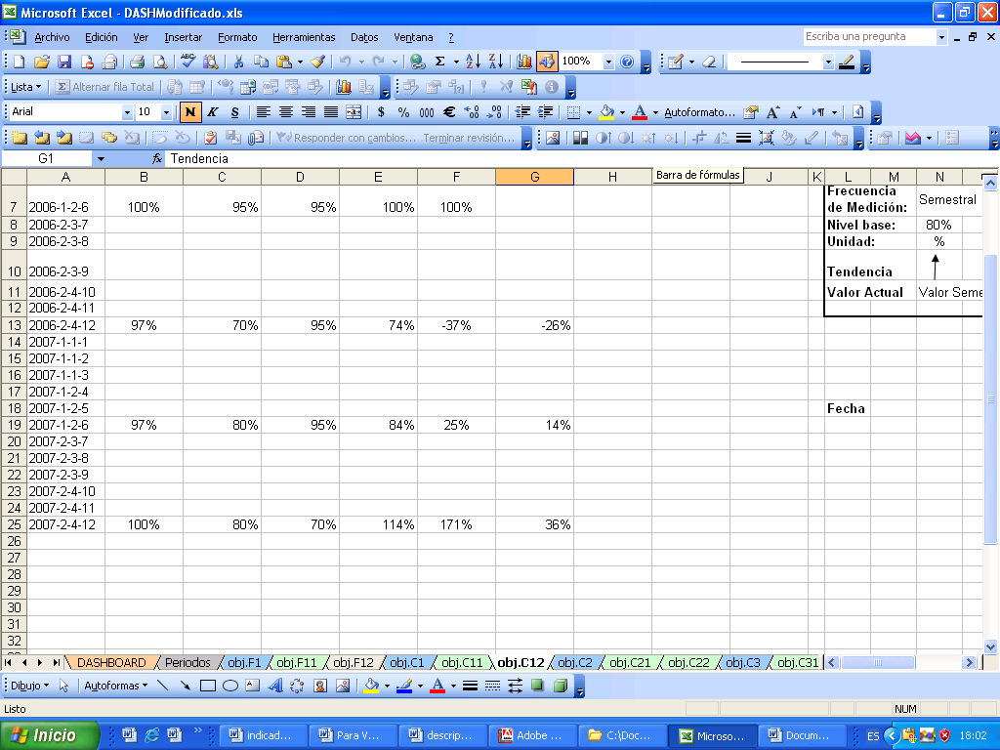 Microsoft Excel - DASHModificado.xls
Archivo Edición Ver Insertar Formato Herramientas Datos Ventana ? Escriba una pregunta
100%
Lista Alternar fila Total
Arial 10 N K S % 000 € Autoformato...
Responder con cambios... Terminar revisión...
G1 fx Tendencia
Barra de fórmulas
A B C D E F G H J K L M N
7 2006-1-2-6 100% 95% 95% 100% 100% Frecuencia de Medición: Semestral
8 2006-2-3-7 Nivel base: 80%
9 2006-2-3-8 Unidad: %
10 2006-2-3-9 Tendencia
11 2006-2-4-10 Valor Actual Valor Seme
12 2006-2-4-11
13 2006-2-4-12 97% 70% 95% 74% -37% -26%
14 2007-1-1-1
15 2007-1-1-2
16 2007-1-1-3
17 2007-1-2-4
18 2007-1-2-5 Fecha
19 2007-1-2-6 97% 80% 95% 84% 25% 14%
20 2007-2-3-7
21 2007-2-3-8
22 2007-2-3-9
23 2007-2-4-10
24 2007-2-4-11
25 2007-2-4-12 100% 80% 70% 114% 171% 36%
26
27
28
29
30
31
32
DASHBOARD Periodos obj.F1 obj.F11 obj.F12 obj.C1 obj.C11 obj.C12 obj.C2 obj.C21 obj.C22 obj.C3 obj.C31
Dibujo Autoformas
Listo NUM
Inicio indicad... Para V... descrip... Adobe ... C:\Doc... Microso... Docum... ES 18:02